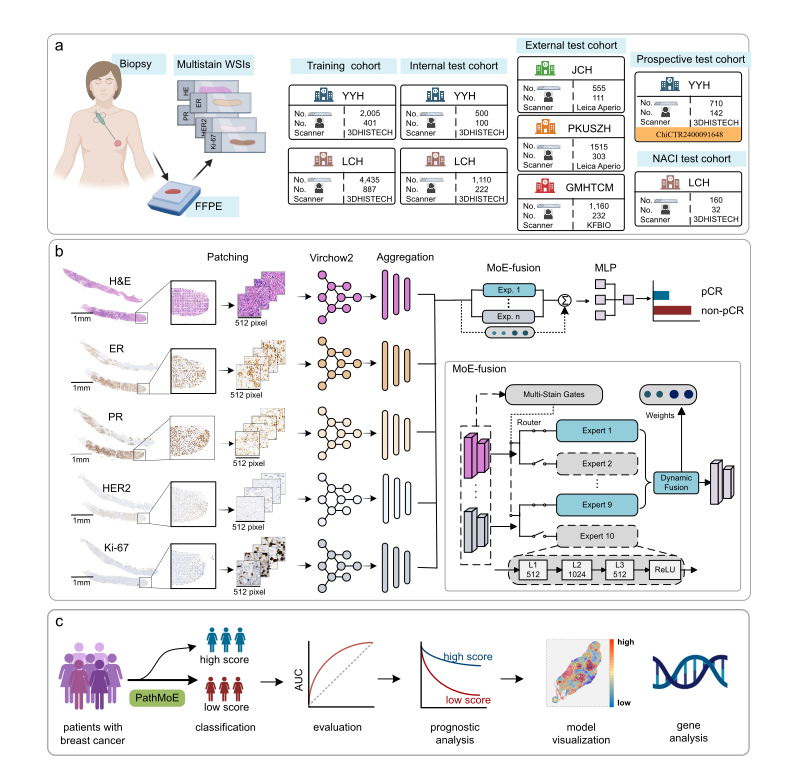 a
Biopsy
Multistain WSIs
HE
ER
PR
HER2
Ki-67
FFPE
Training cohort
YYH
No. 2,005
No. 401
Scanner 3DHISTECH
LCH
No. 4,435
No. 887
Scanner 3DHISTECH
Internal test cohort
YYH
No. 500
No. 100
Scanner 3DHISTECH
LCH
No. 1,110
No. 222
Scanner 3DHISTECH
External test cohort
JCH
No. 555
No. 111
Scanner Leica Aperio
PKUSZH
No. 1515
No. 303
Scanner Leica Aperio
GMHTCM
No. 1,160
No. 232
Scanner KFBIO
Prospective test cohort
YYH
No. 710
No. 142
Scanner 3DHISTECH
ChiCTR2400091648
NACI test cohort
LCH
No. 160
No. 32
Scanner 3DHISTECH
b
Patching
Virchow2
Aggregation
H&E
1mm
512 pixel
ER
1mm
512 pixel
PR
1mm
512 pixel
HER2
1mm
512 pixel
Ki-67
1mm
512 pixel
MoE-fusion
Exp. 1
Exp. n
Σ
MLP
pCR
non-pCR
MoE-fusion
Multi-Stain Gates
Weights
Router
Expert 1
Expert 2
Expert 9
Expert 10
Dynamic
Fusion
L1
512
L2
1024
L3
512
ReLU
c
PathMoE
patients with
breast cancer
high score
low score
classification
AUC
evaluation
high score
low score
prognostic
analysis
high
low
model
visualization
gene
analysis